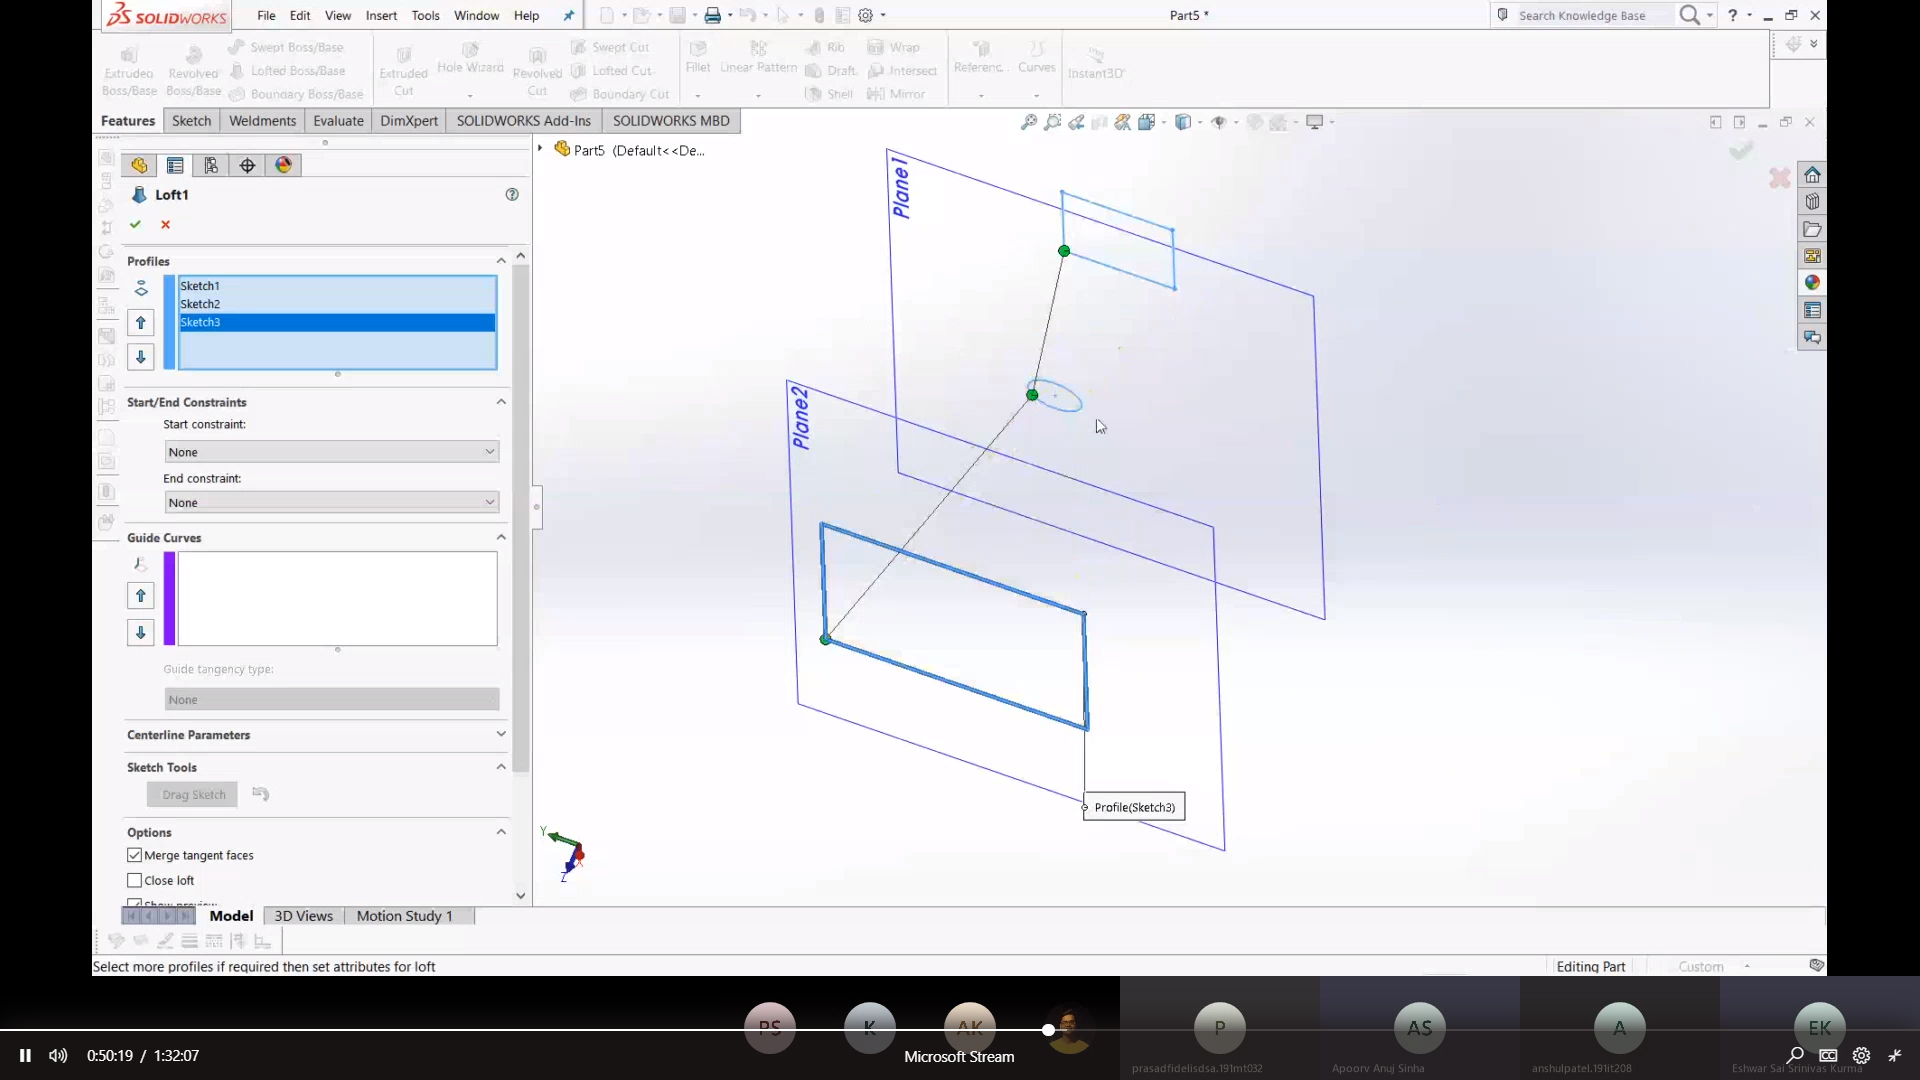 SOLIDWORKS File Edit View Insert Tools Window Help Part5 * Search Knowledge Base ?
Extruded Boss/Base
Revolved Boss/Base
Swept Boss/Base
Lofted Boss/Base
Boundary Boss/Base
Extruded Cut
Hole Wizard
Revolved Cut
Swept Cut
Lofted Cut
Boundary Cut
Fillet
Linear Pattern
Rib
Draft
Shell
Wrap
Intersect
Mirror
Referenc...
Curves
Instant3D
Features Sketch Weldments Evaluate DimXpert SOLIDWORKS Add-Ins SOLIDWORKS MBD
Part5 (Default<<De...
Loft1
Profiles
Sketch1
Sketch2
Sketch3
Start/End Constraints
Start constraint:
None
End constraint:
None
Guide Curves
Guide tangency type:
None
Centerline Parameters
Sketch Tools
Drag Sketch
Options
Merge tangent faces
Close loft
Show preview
Plane1
Plane2
Profile(Sketch3)
Y
Z
Model 3D Views Motion Study 1
Select more profiles if required then set attributes for loft Editing Part Custom
PS K AK P AS A EK
0:50:19 / 1:32:07 Microsoft Stream
prasadfidelisdsa.191mt032 Apoorv Anuj Sinha anshulpatel.191it208 Eshwar Sai Srinivas Kurma